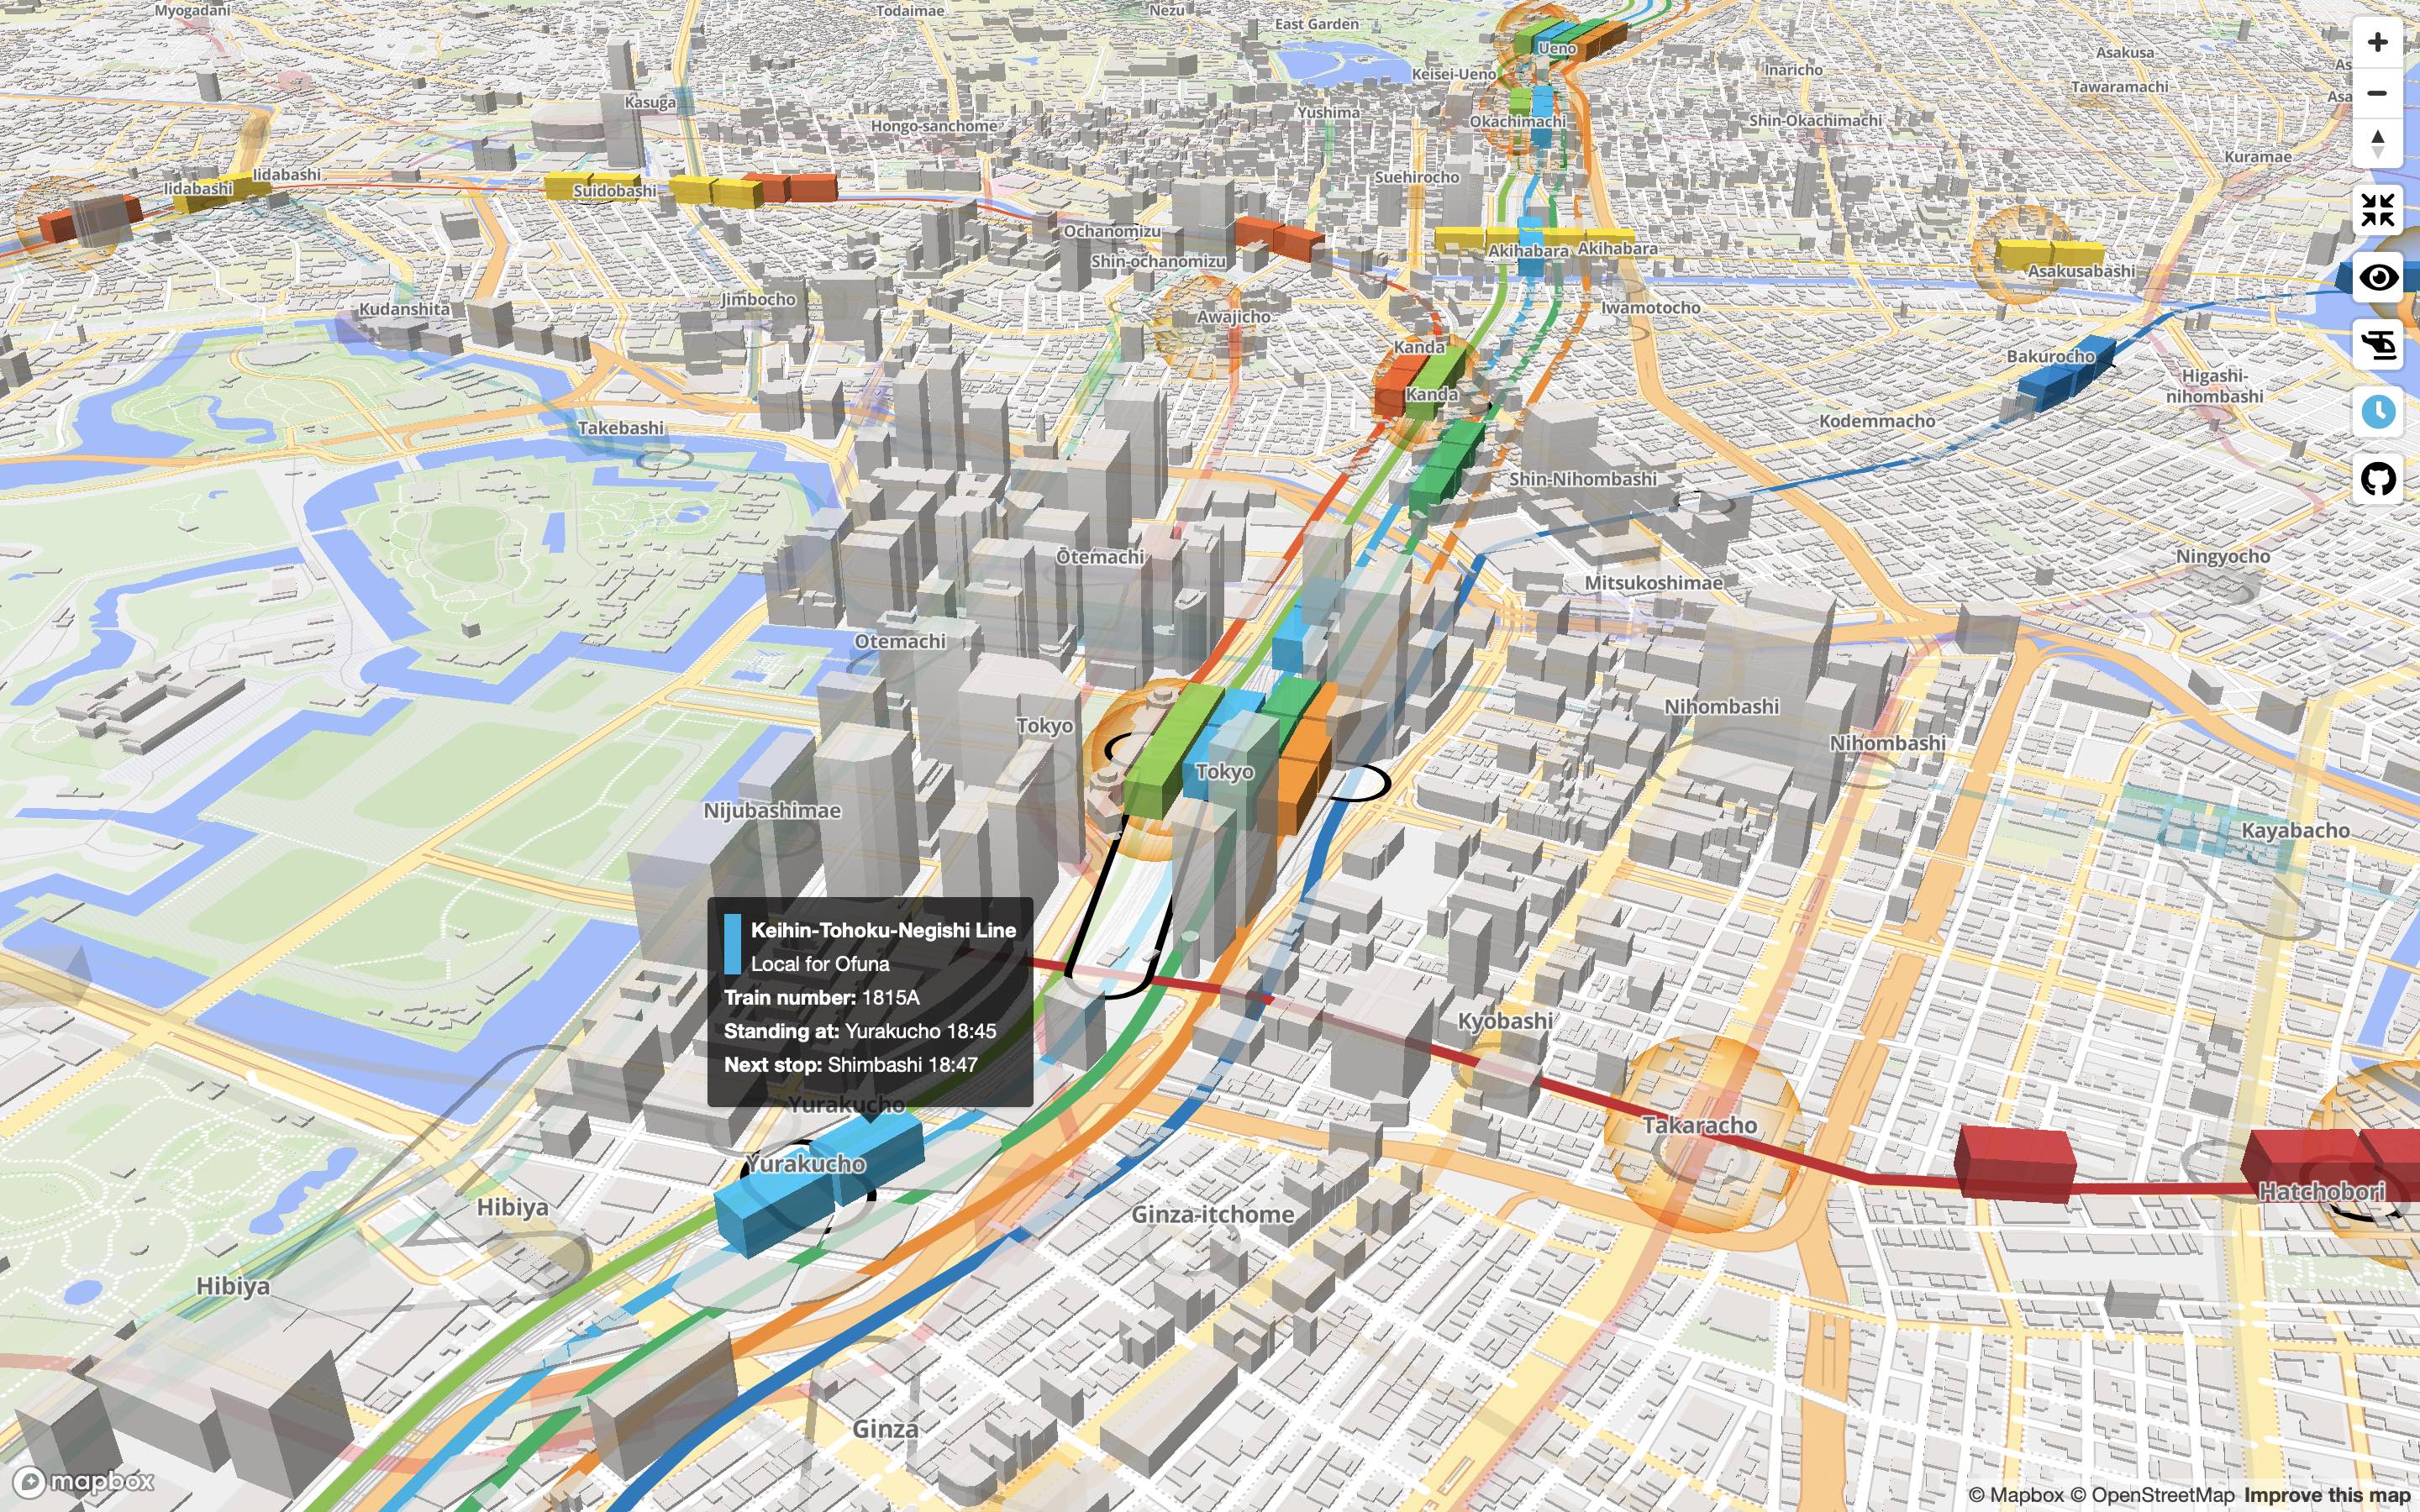 Myogadani
Todaimae
Nezu
East Garden
Ueno
Asakusa
Keisei-Ueno
Inaricho
Tawaramachi
Kasuga
Hongo-sanchome
Yushima
Okachimachi
Shin-Okachimachi
Kuramae
Iidabashi
Iidabashi
Suidobashi
Suehirocho
Ochanomizu
Shin-ochanomizu
Akihabara
Akihabara
Asakusabashi
Kudanshita
Jimbocho
Awajicho
Iwamotocho
Kanda
Kanda
Bakurocho
Higashi-
nihombashi
Takebashi
Kodemmacho
Shin-Nihombashi
Ōtemachi
Mitsukoshimae
Ningyocho
Otemachi
Tokyo
Tokyo
Nihombashi
Nihombashi
Nijubashimae
Kayabacho
Keihin-Tohoku-Negishi Line
Local for Ofuna
Train number: 1815A
Standing at: Yurakucho 18:45
Next stop: Shimbashi 18:47
Yurakucho
Yurakucho
Kyobashi
Takaracho
Hatchobori
Hibiya
Hibiya
Ginza-itchome
Ginza
mapbox
© Mapbox © OpenStreetMap Improve this map